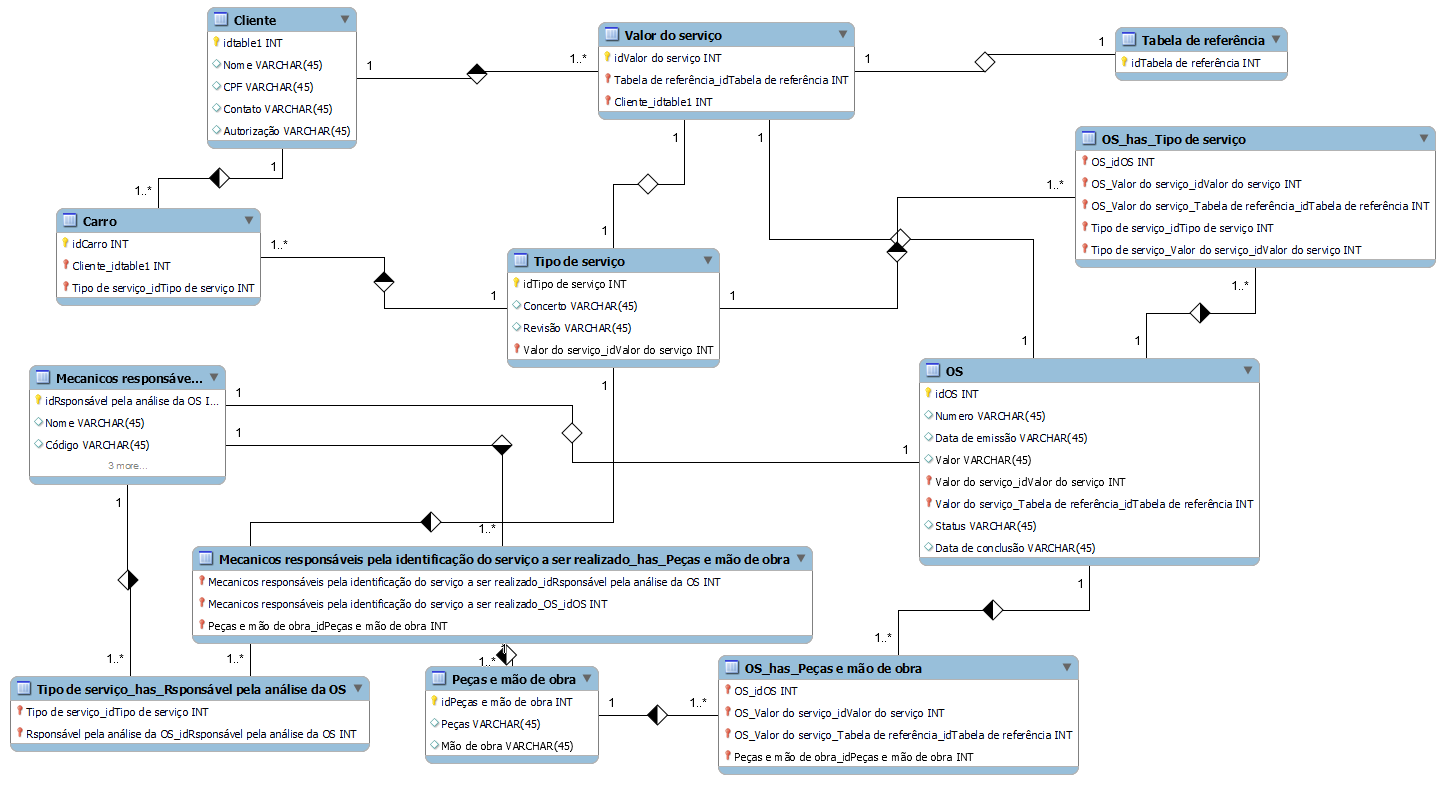 Cliente
idtable1 INT
Nome VARCHAR(45)
CPF VARCHAR(45)
Contato VARCHAR(45)
Autorização VARCHAR(45)
1
1..*
Valor do serviço
idValor do serviço INT
Tabela de referência_idTabela de referência INT
Cliente_idtable1 INT
1
1
Tabela de referência
idTabela de referência INT
1
1..*
1
1
1
1
OS_has_Tipo de serviço
OS_idOS INT
OS_Valor do serviço_idValor do serviço INT
OS_Valor do serviço_Tabela de referência_idTabela de referência INT
Tipo de serviço_idTipo de serviço INT
Tipo de serviço_Valor do serviço_idValor do serviço INT
1..*
1
1..*
1
Carro
idCarro INT
Cliente_idtable1 INT
Tipo de serviço_idTipo de serviço INT
1..*
1
Tipo de serviço
idTipo de serviço INT
Concerto VARCHAR(45)
Revisão VARCHAR(45)
Valor do serviço_idValor do serviço INT
1
Mecanicos responsáve...
idRsponsável pela análise da OS I...
Nome VARCHAR(45)
Código VARCHAR(45)
3 more...
1
1
1
1
OS
idOS INT
Numero VARCHAR(45)
Data de emissão VARCHAR(45)
Valor VARCHAR(45)
Valor do serviço_idValor do serviço INT
Valor do serviço_Tabela de referência_idTabela de referência INT
Status VARCHAR(45)
Data de conclusão VARCHAR(45)
1
1..*
1..*
Mecanicos responsáveis pela identificação do serviço a ser realizado_has_Peças e mão de obra
Mecanicos responsáveis pela identificação do serviço a ser realizado_idRsponsável pela análise da OS INT
Mecanicos responsáveis pela identificação do serviço a ser realizado_OS_idOS INT
Peças e mão de obra_idPeças e mão de obra INT
1..*
1..*
1..*
1
Tipo de serviço_has_Rsponsável pela análise da OS
Tipo de serviço_idTipo de serviço INT
Rsponsável pela análise da OS_idRsponsável pela análise da OS INT
Peças e mão de obra
idPeças e mão de obra INT
Peças VARCHAR(45)
Mão de obra VARCHAR(45)
1
1..*
OS_has_Peças e mão de obra
OS_idOS INT
OS_Valor do serviço_idValor do serviço INT
OS_Valor do serviço_Tabela de referência_idTabela de referência INT
Peças e mão de obra_idPeças e mão de obra INT